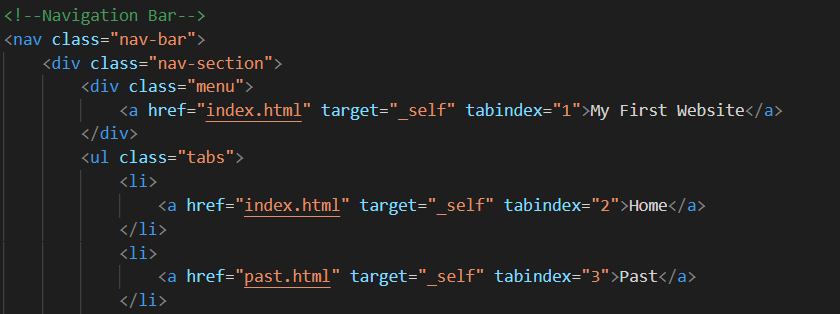 <!--Navigation Bar-->
<nav class="nav-bar">
<div class="nav-section">
<div class="menu">
<a href="index.html" target="_self" tabindex="1">My First Website</a>
</div>
<ul class="tabs">
<li>
<a href="index.html" target="_self" tabindex="2">Home</a>
</li>
<li>
<a href="past.html" target="_self" tabindex="3">Past</a>
</li>